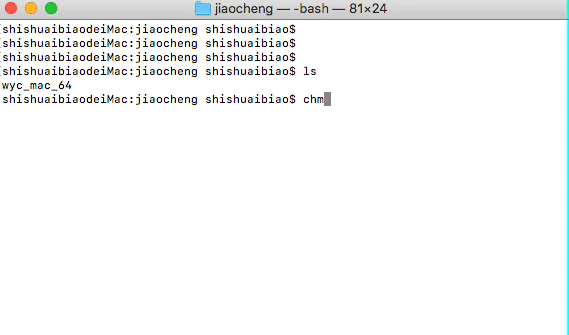 jiaocheng — -bash — 81×24
[shishuaibiaodeiMac:jiaocheng shishuaibiao$
[shishuaibiaodeiMac:jiaocheng shishuaibiao$
[shishuaibiaodeiMac:jiaocheng shishuaibiao$
[shishuaibiaodeiMac:jiaocheng shishuaibiao$ ls
wyc_mac_64
shishuaibiaodeiMac:jiaocheng shishuaibiao$ chm